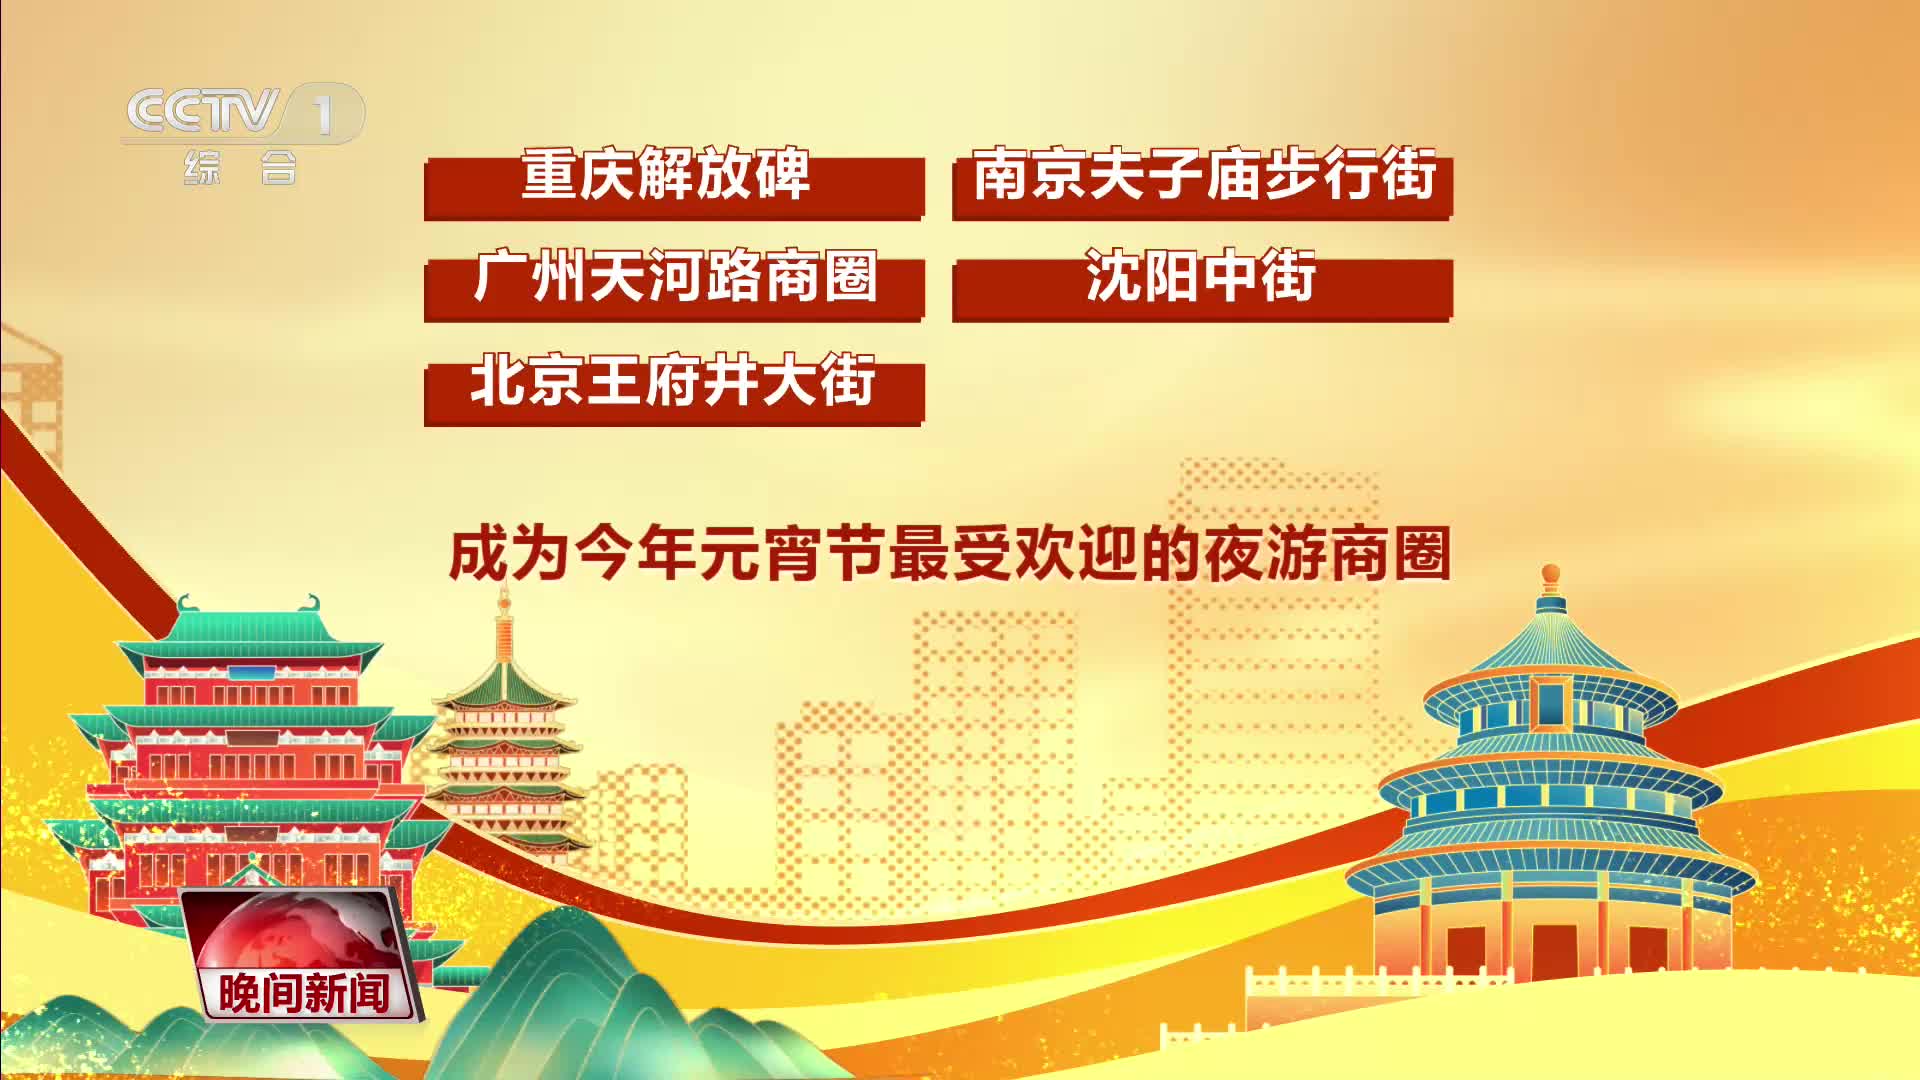 CCTV 1
综合
重庆解放碑
南京夫子庙步行街
广州天河路商圈
沈阳中街
北京王府井大街
成为今年元宵节最受欢迎的夜游商圈
晚间新闻